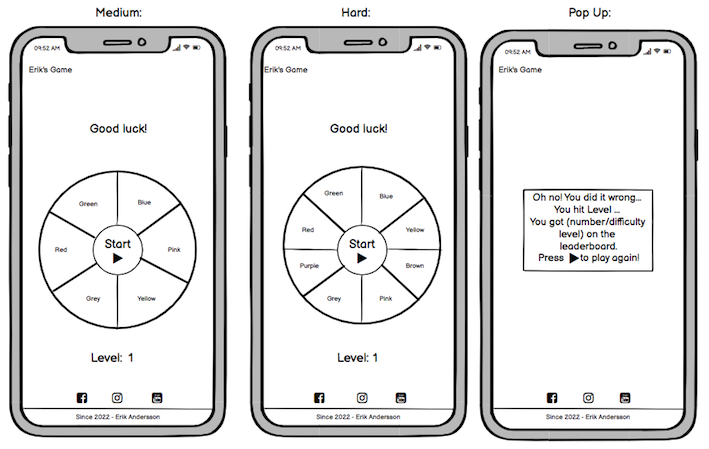 Medium:
09:52 AM
Erik's Game
Good luck!
Green
Blue
Red
Start
Pink
Grey
Yellow
Level: 1
Since 2022 - Erik Andersson
Hard:
09:52 AM
Erik's Game
Good luck!
Green
Blue
Red
Yellow
Start
Purple
Brown
Grey
Pink
Level: 1
Since 2022 - Erik Andersson
Pop Up:
09:52 AM
Erik's Game
Oh no! You did it wrong...
You hit Level ...
You got (number/difficulty
level) on the
leaderboard.
Press to play again!
Since 2022 - Erik Andersson